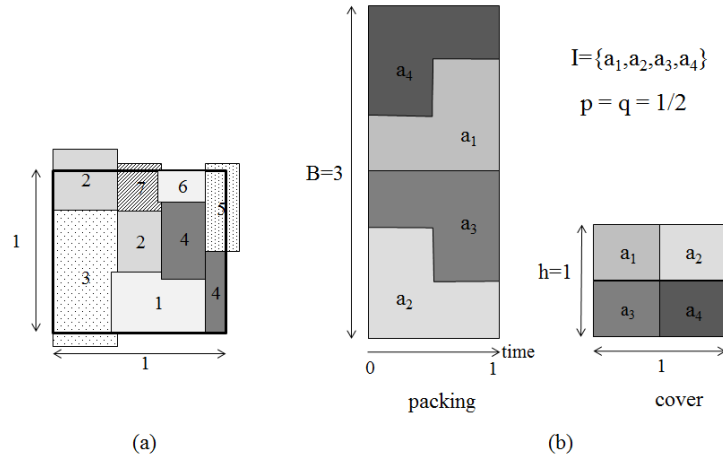 2
7
6
5
2
4
3
1
4
1
1
(a)
B=3
a₄
a₁
a₃
a₂
0
1
time
packing
I={a₁,a₂,a₃,a₄}
p = q = 1/2
h=1
a₁
a₂
a₃
a₄
1
cover
(b)